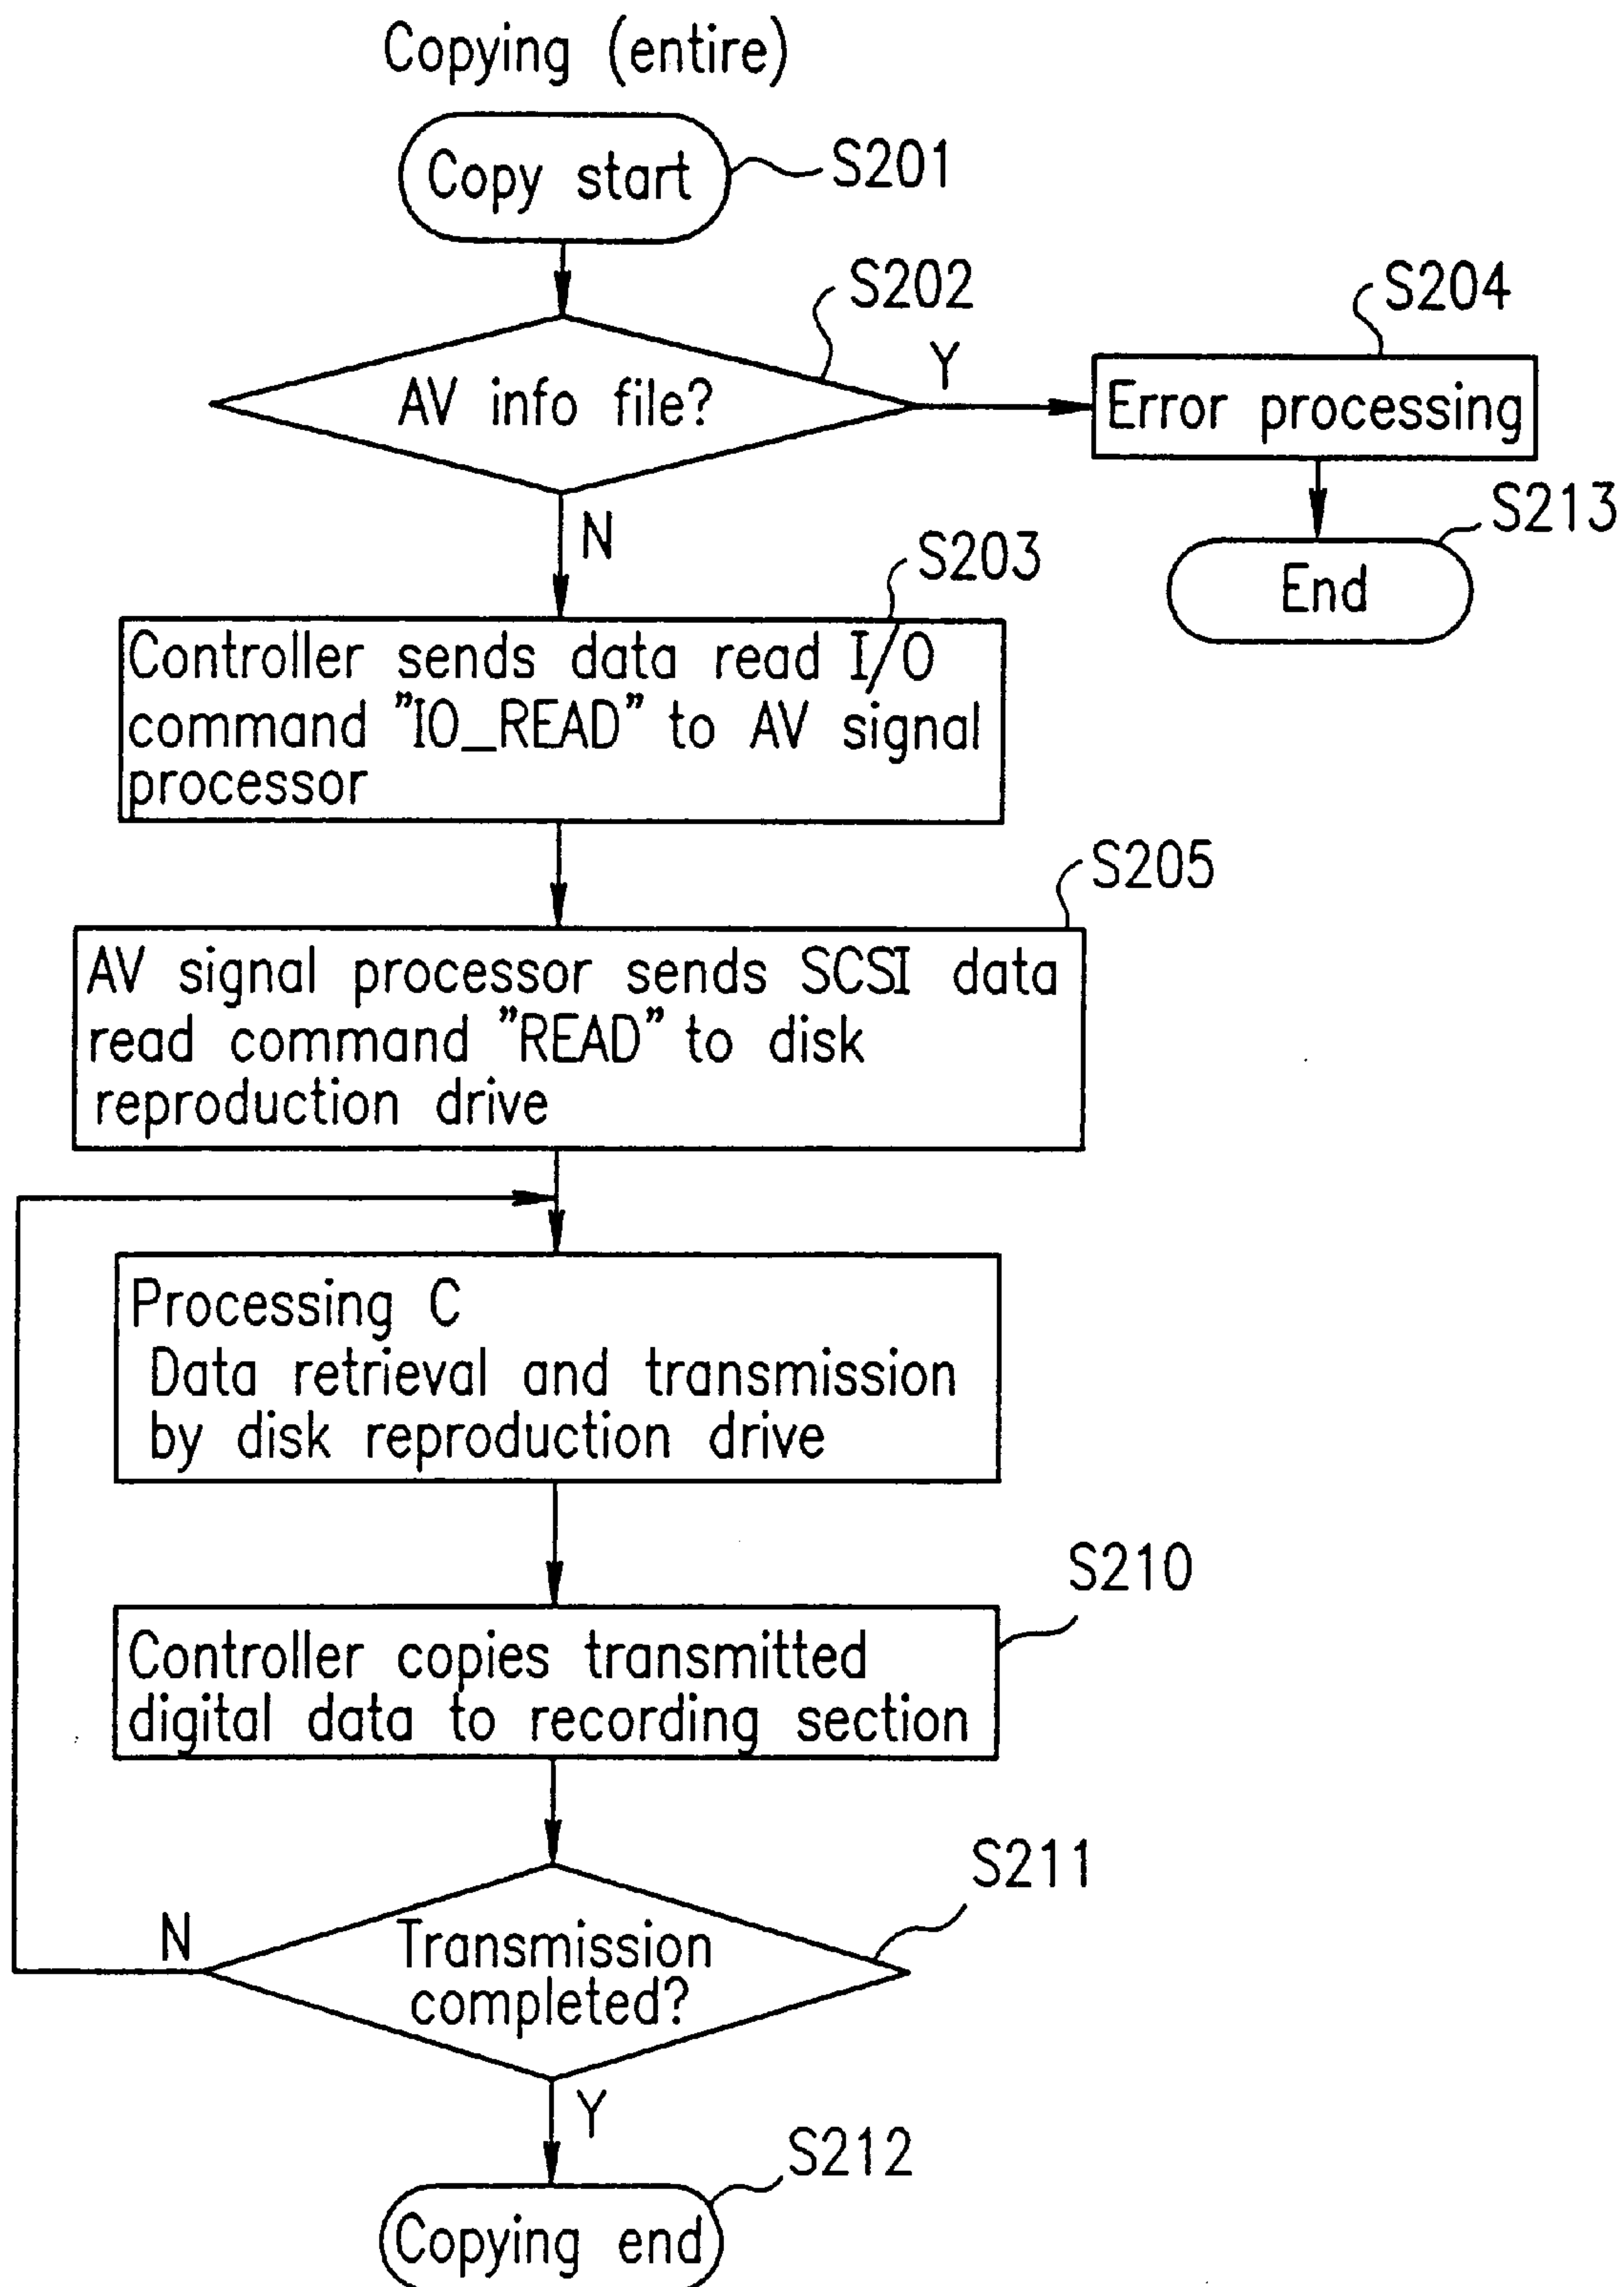 Copying (entire)
Copy start
S201
S202
AV info file?
Y
S204
Error processing
S213
End
N
S203
Controller sends data read I/O
command "IO_READ" to AV signal
processor
S205
AV signal processor sends SCSI data
read command "READ" to disk
reproduction drive
Processing C
Data retrieval and transmission
by disk reproduction drive
S210
Controller copies transmitted
digital data to recording section
S211
N
Transmission
completed?
Y
S212
Copying end